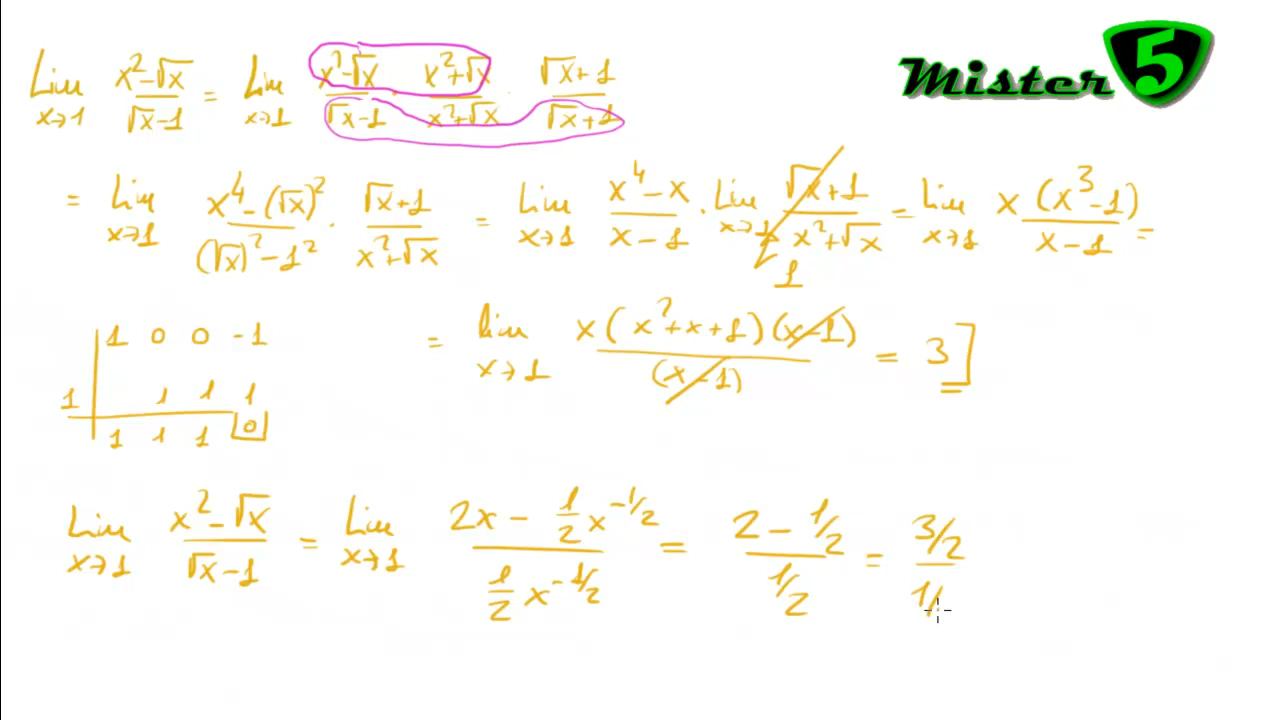 Mister 5
Lim x→1 (x² - √x)/(√x - 1) = Lim x→1 (x² - √x)/(√x - 1) · (x² + √x)/(x² + √x) · (√x + 1)/(√x + 1)
= Lim x→1 (x⁴ - (√x)²)/((√x)² - 1²) · (√x + 1)/(x² + √x) = Lim x→1 (x⁴ - x)/(x - 1) · Lim x→1 (√x + 1)/(x² + √x) 1 = Lim x→1 x(x³ - 1)/(x - 1) =
= Lim x→1 x(x² + x + 1)(x - 1)/(x - 1) = 3]
1 0 0 -1
1 1 1 1
1 1 1 0
Lim x→1 (x² - √x)/(√x - 1) = Lim x→1 (2x - 1/2 x^(-1/2))/(1/2 x^(-1/2)) = (2 - 1/2)/(1/2) = (3/2)/(1/